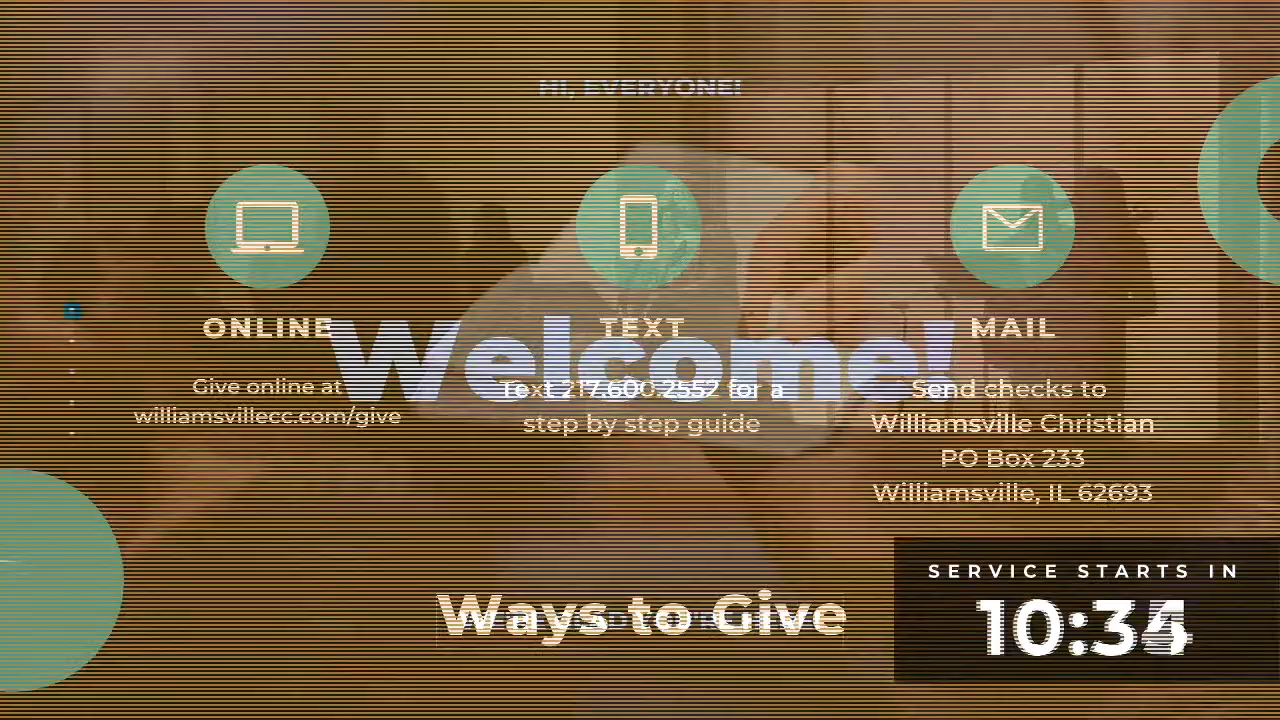 HI, EVERYONE!
ONLINE
Give online at
williamsvillecc.com/give
TEXT
Text 217.600.2552 for a
step by step guide
MAIL
Send checks to
Williamsville Christian
PO Box 233
Williamsville, IL 62693
Welcome!
Ways to Give
SERVICE STARTS IN